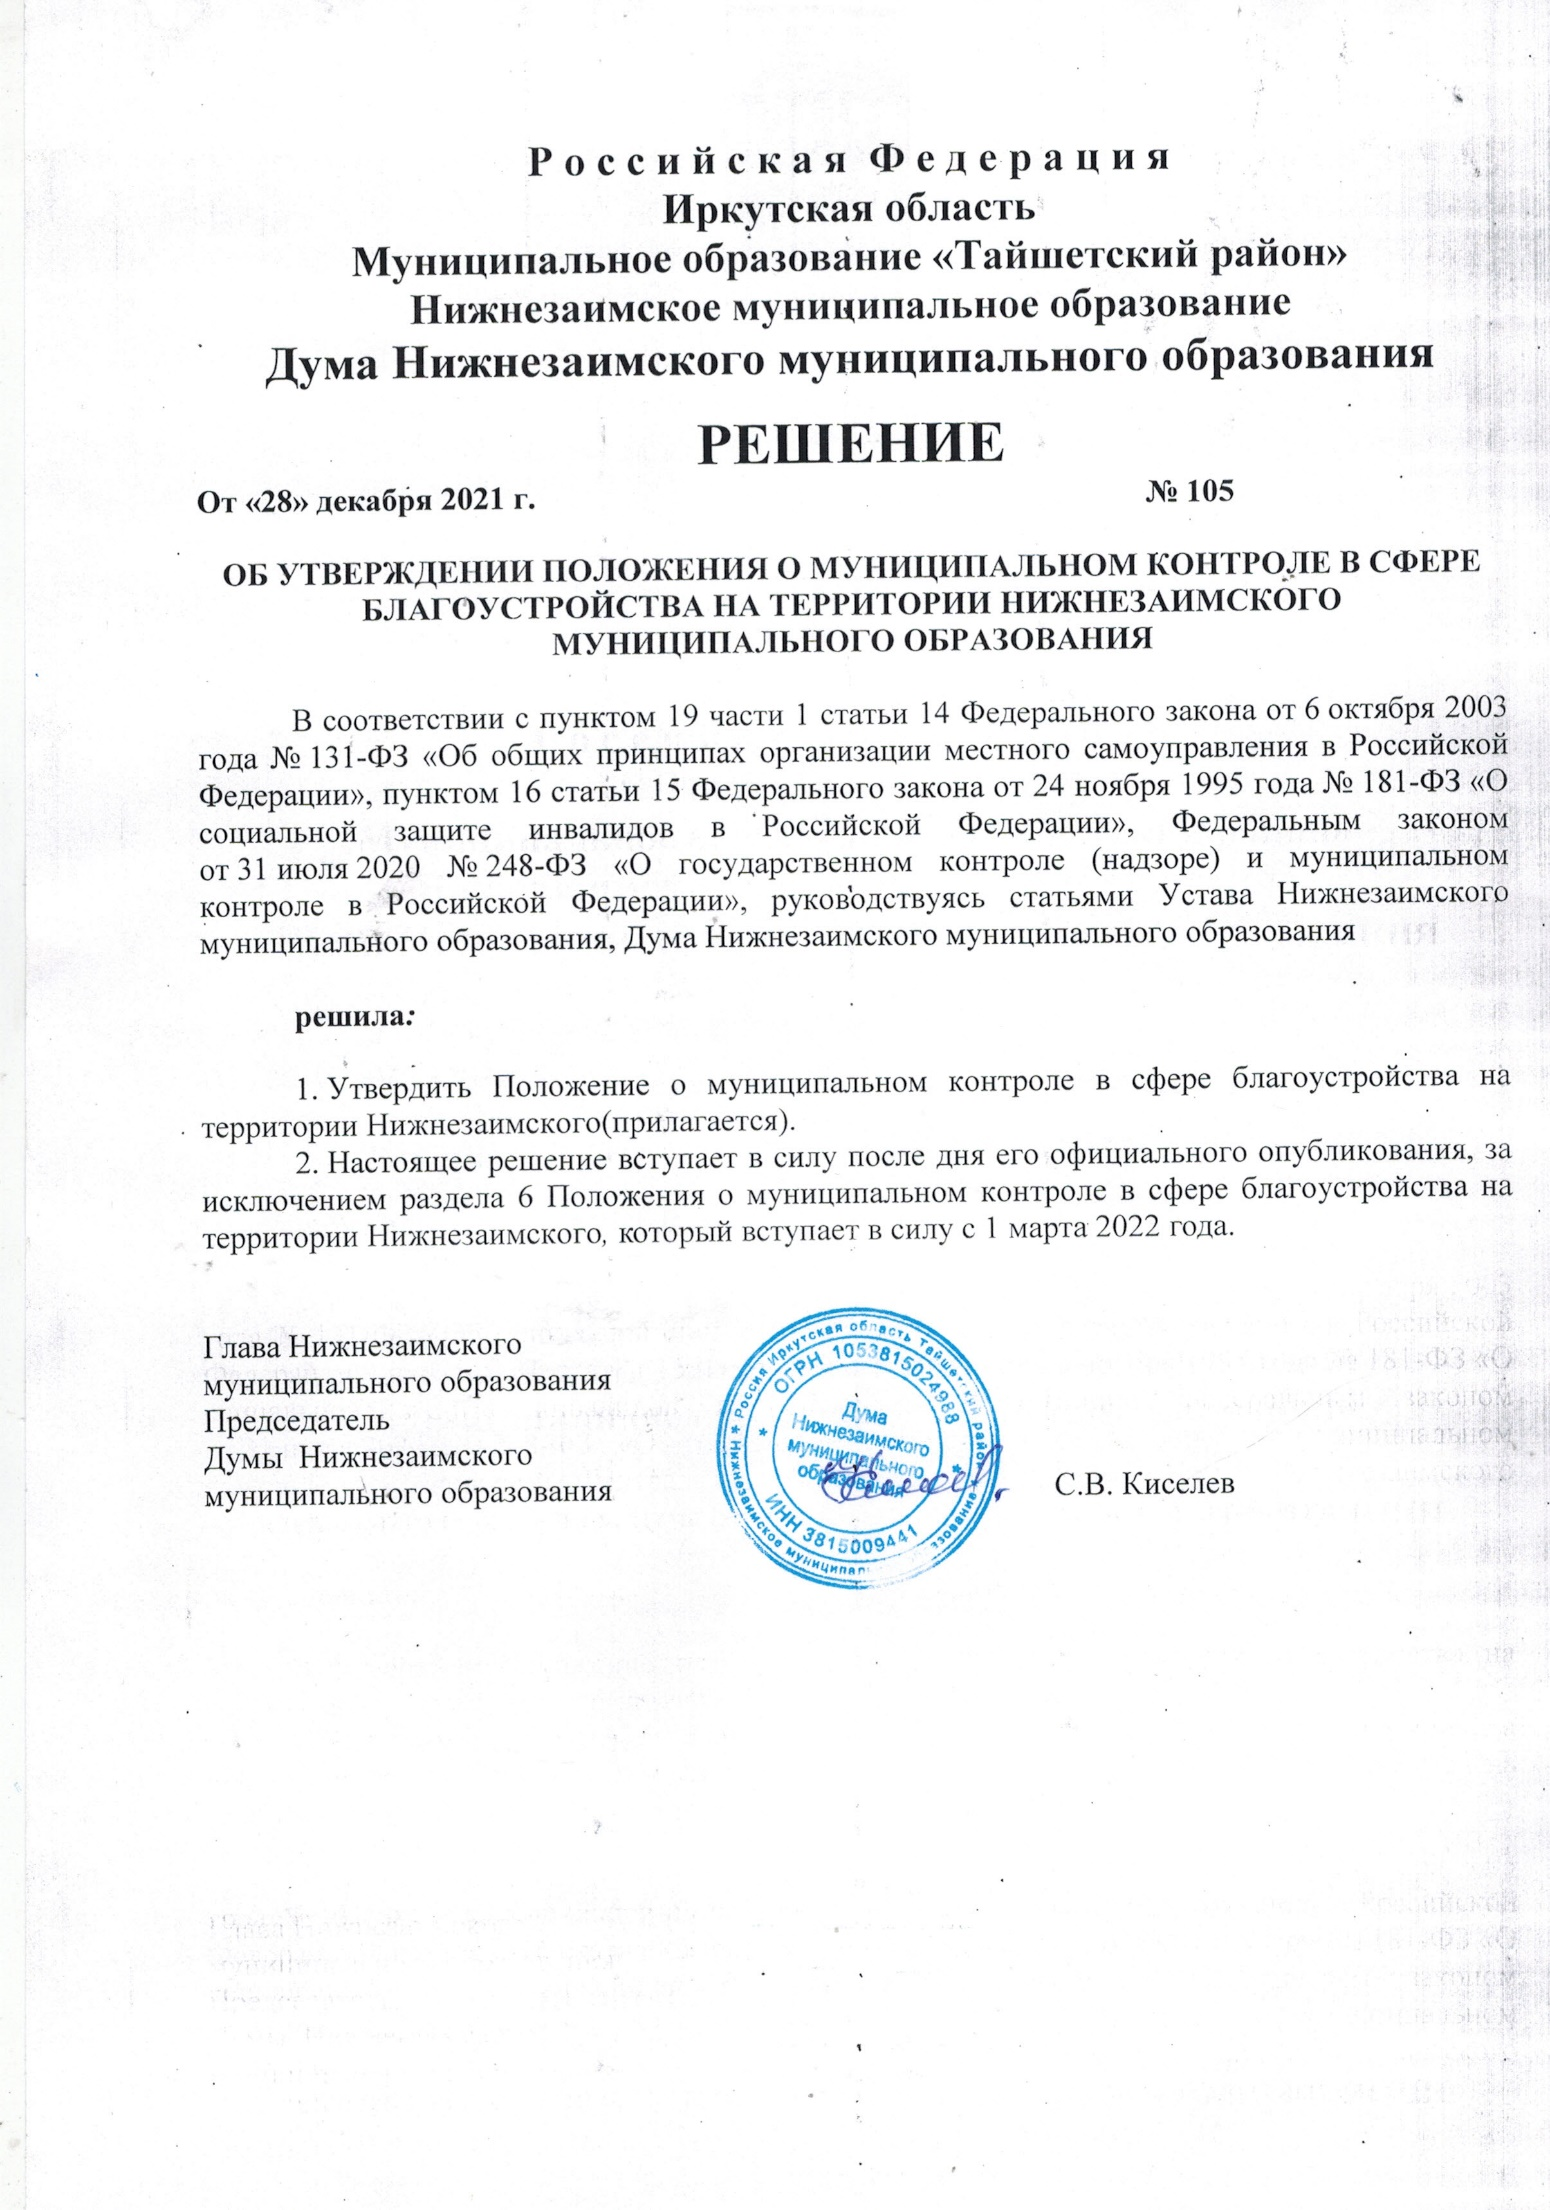 Р о с с и й с к а я  Ф е д е р а ц и я
Иркутская область
Муниципальное образование «Тайшетский район»
Нижнезаимское муниципальное образование
Дума Нижнезаимского муниципального образования
РЕШЕНИЕ
От «28» декабря 2021 г. № 105
ОБ УТВЕРЖДЕНИИ ПОЛОЖЕНИЯ О МУНИЦИПАЛЬНОМ КОНТРОЛЕ В СФЕРЕ
БЛАГОУСТРОЙСТВА НА ТЕРРИТОРИИ НИЖНЕЗАИМСКОГО
МУНИЦИПАЛЬНОГО ОБРАЗОВАНИЯ
В соответствии с пунктом 19 части 1 статьи 14 Федерального закона от 6 октября 2003
года № 131-ФЗ «Об общих принципах организации местного самоуправления в Российской
Федерации», пунктом 16 статьи 15 Федерального закона от 24 ноября 1995 года № 181-ФЗ «О
социальной защите инвалидов в Российской Федерации», Федеральным законом
от 31 июля 2020 № 248-ФЗ «О государственном контроле (надзоре) и муниципальном
контроле в Российской Федерации», руководствуясь статьями Устава Нижнезаимского
муниципального образования, Дума Нижнезаимского муниципального образования
решила:
1. Утвердить Положение о муниципальном контроле в сфере благоустройства на
территории Нижнезаимского(прилагается).
2. Настоящее решение вступает в силу после дня его официального опубликования, за
исключением раздела 6 Положения о муниципальном контроле в сфере благоустройства на
территории Нижнезаимского, который вступает в силу с 1 марта 2022 года.
Глава Нижнезаимского
муниципального образования
Председатель
Думы Нижнезаимского
муниципального образования С.В. Киселев
Россия Иркутская область Тайшетский район
ОГРН 1053815024988
Дума
Нижнезаимского
муниципального
образования
ИНН 3815009441